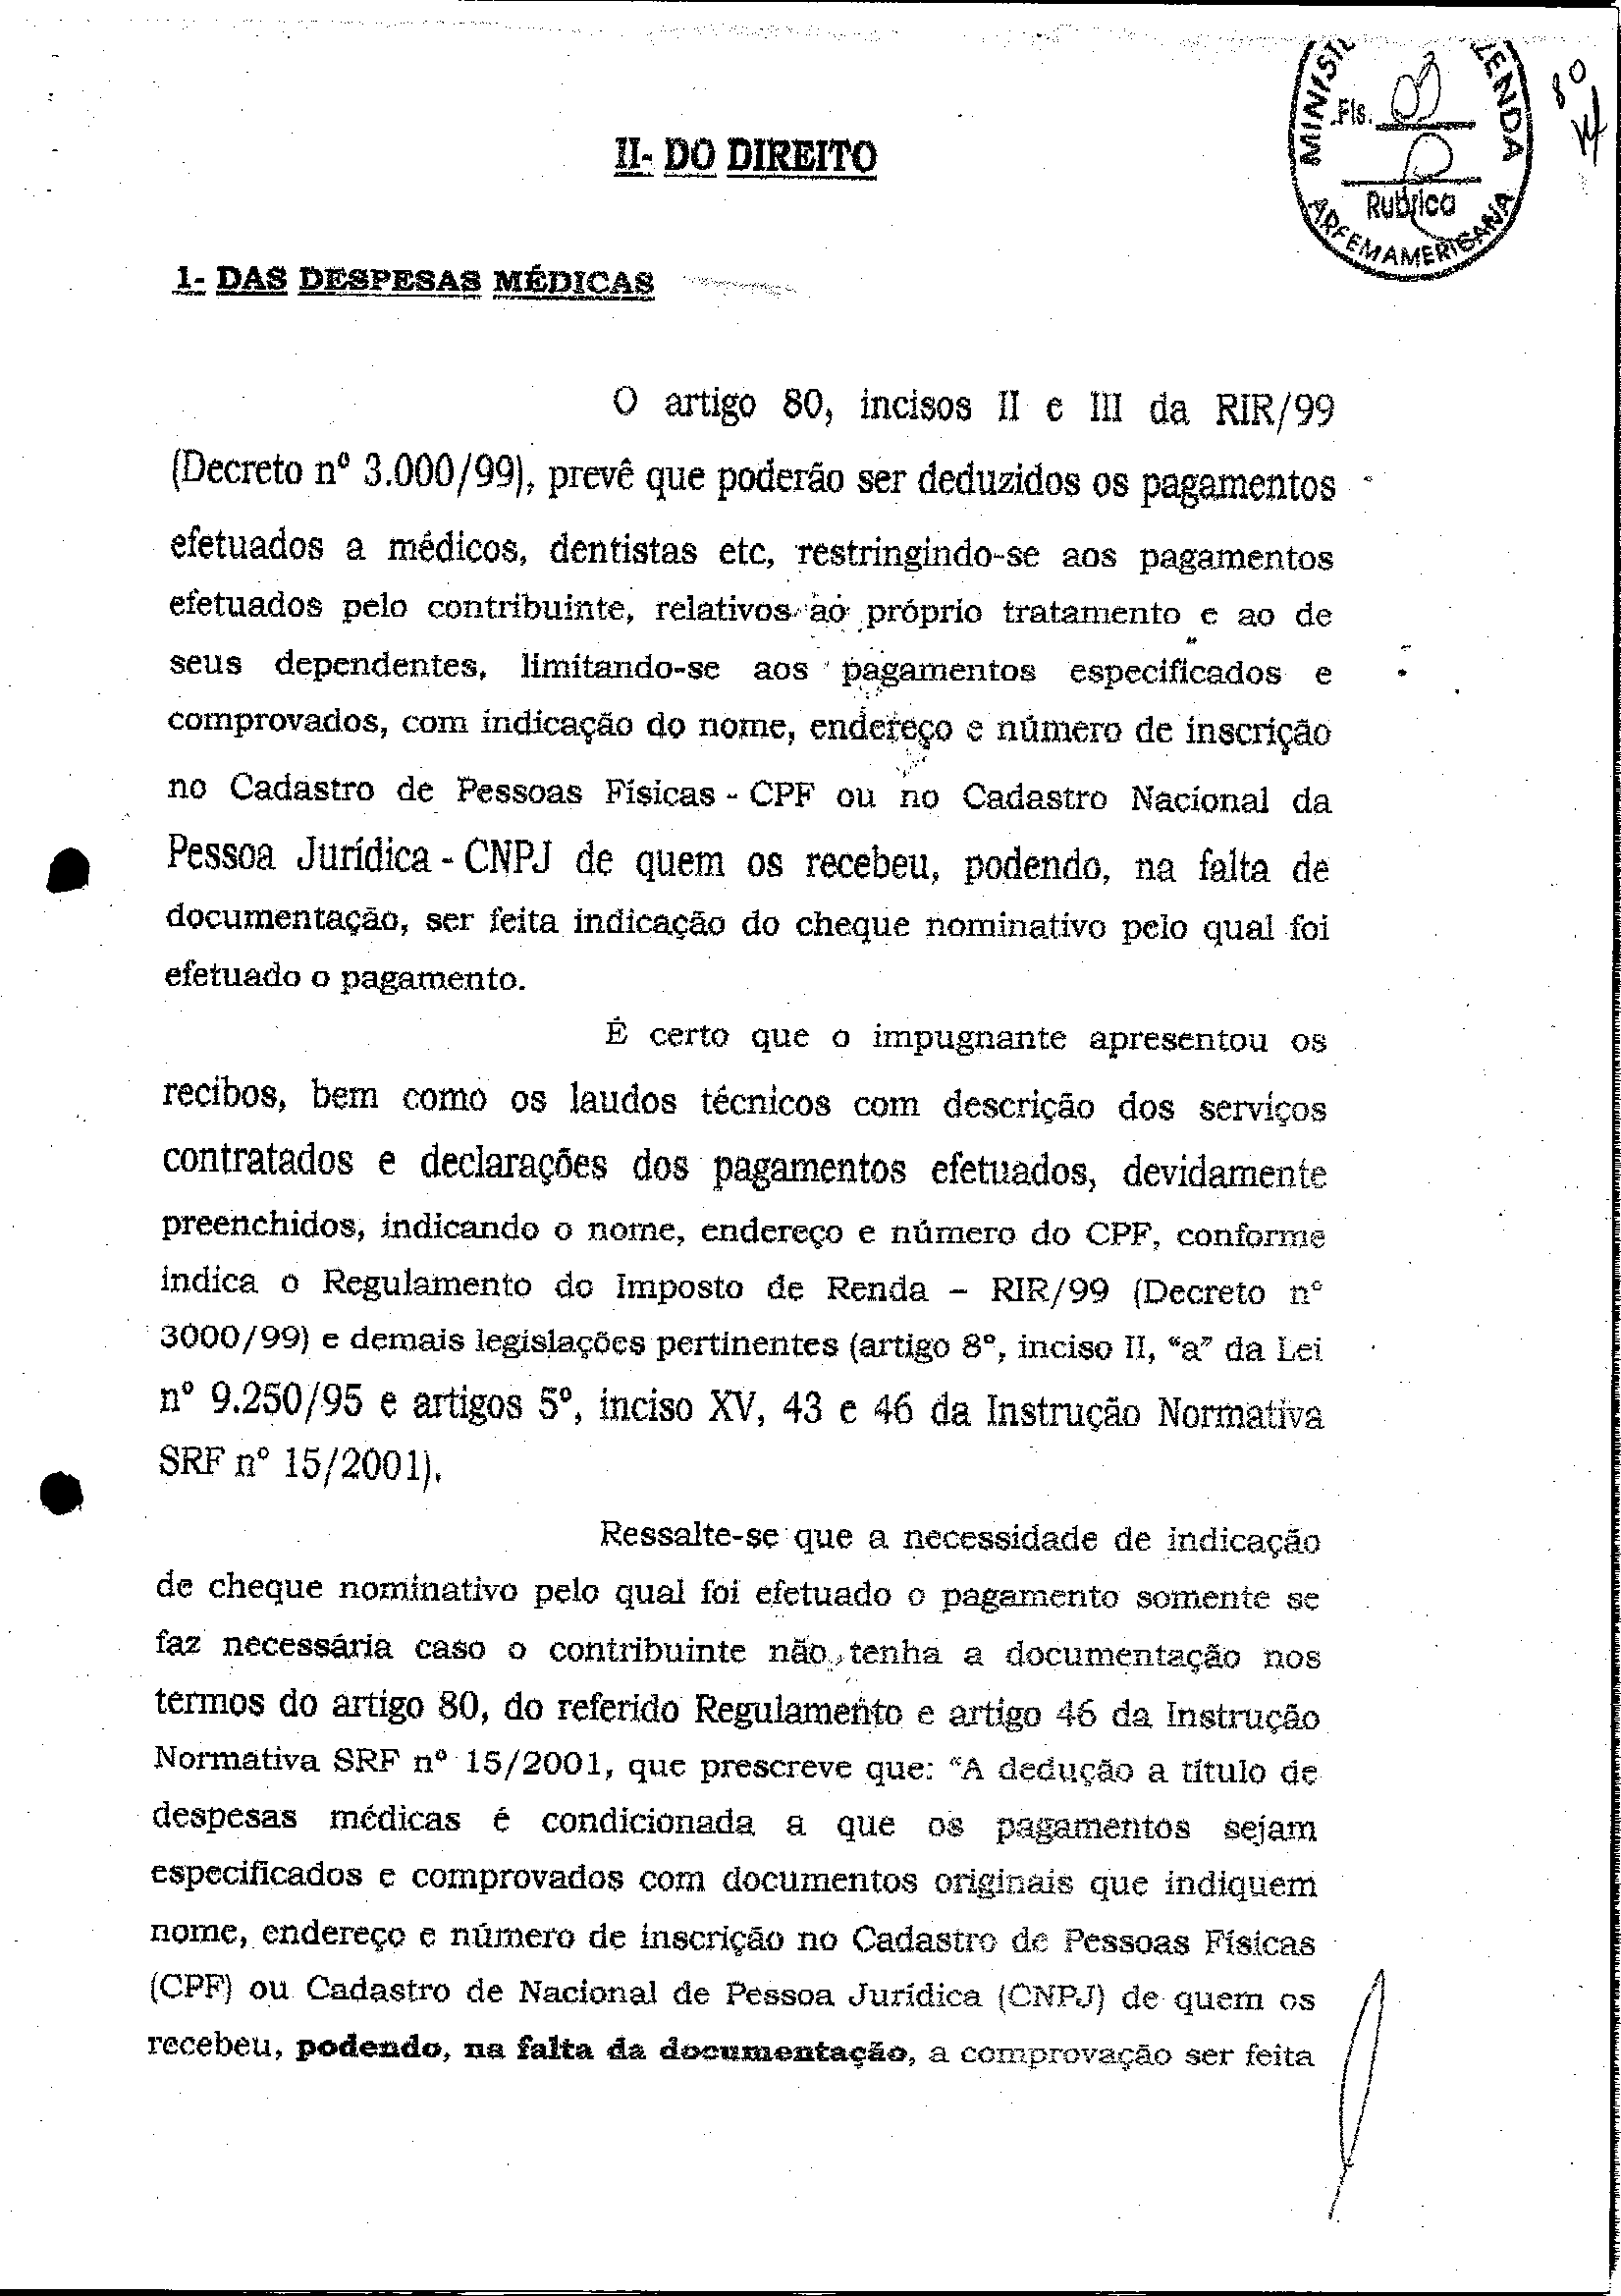 MINIS ZENDA
Fls. 03
80
Rubrica
ARFEMAMERICANA
II- DO DIREITO
1- DAS DESPESAS MÉDICAS
O artigo 80, incisos II e III da RIR/99
(Decreto nº 3.000/99), prevê que poderão ser deduzidos os pagamentos
efetuados a médicos, dentistas etc, restringindo-se aos pagamentos
efetuados pelo contribuinte, relativos ao próprio tratamento e ao de
seus dependentes, limitando-se aos pagamentos especificados e
comprovados, com indicação do nome, endereço e número de inscrição
no Cadastro de Pessoas Físicas - CPF ou no Cadastro Nacional da
Pessoa Jurídica - CNPJ de quem os recebeu, podendo, na falta de
documentação, ser feita indicação do cheque nominativo pelo qual foi
efetuado o pagamento.
É certo que o impugnante apresentou os
recibos, bem como os laudos técnicos com descrição dos serviços
contratados e declarações dos pagamentos efetuados, devidamente
preenchidos, indicando o nome, endereço e número do CPF, conforme
indica o Regulamento do Imposto de Renda – RIR/99 (Decreto nº
3000/99) e demais legislações pertinentes (artigo 8º, inciso II, “a” da Lei
nº 9.250/95 e artigos 5º, inciso XV, 43 e 46 da Instrução Normativa
SRF nº 15/2001).
Ressalte-se que a necessidade de indicação
de cheque nominativo pelo qual foi efetuado o pagamento somente se
faz necessária caso o contribuinte não tenha a documentação nos
termos do artigo 80, do referido Regulamento e artigo 46 da Instrução
Normativa SRF nº 15/2001, que prescreve que: “A dedução a título de
despesas médicas é condicionada a que os pagamentos sejam
especificados e comprovados com documentos originais que indiquem
nome, endereço e número de inscrição no Cadastro de Pessoas Físicas
(CPF) ou Cadastro de Nacional de Pessoa Jurídica (CNPJ) de quem os
recebeu, podendo, na falta da documentação, a comprovação ser feita